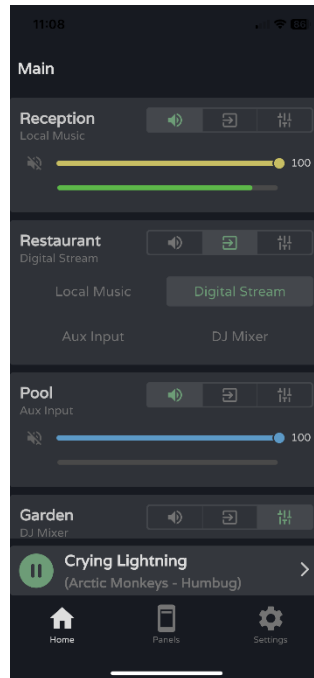 11:08
Main
Reception
Local Music
100
Restaurant
Digital Stream
Local Music Digital Stream
Aux Input DJ Mixer
Pool
Aux Input
100
Garden
DJ Mixer
Crying Lightning
(Arctic Monkeys - Humbug)
Home Panels Settings